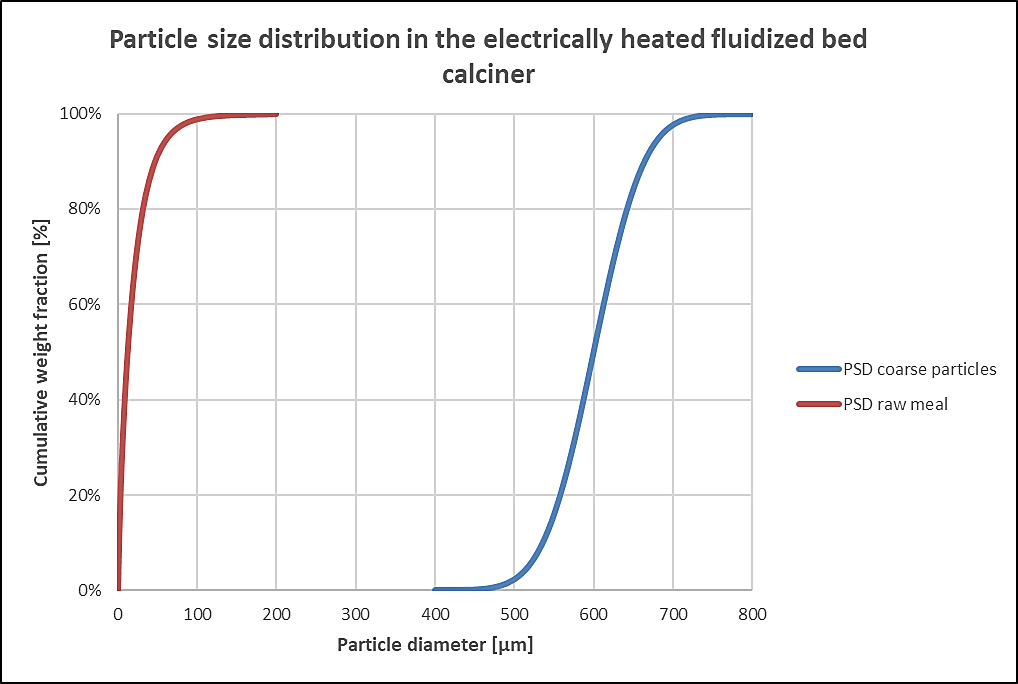 Particle size distribution in the electrically heated fluidized bed
calciner
100%
80%
60%
40%
20%
0%
Cumulative weight fraction [%]
0 100 200 300 400 500 600 700 800
Particle diameter [µm]
PSD coarse particles
PSD raw meal